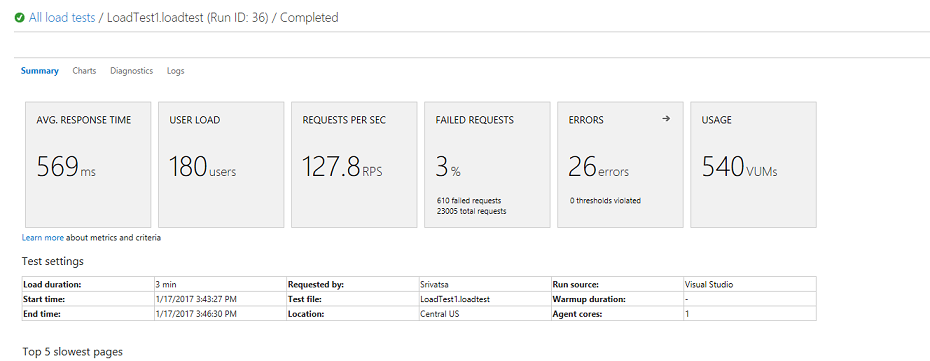 All load tests / LoadTest1.loadtest (Run ID: 36) / Completed
Summary Charts Diagnostics Logs
AVG. RESPONSE TIME USER LOAD REQUESTS PER SEC FAILED REQUESTS ERRORS → USAGE
569 ms 180 users 127.8 RPS 3 % 26 errors 540 VUMs
610 failed requests 0 thresholds violated
23005 total requests
Learn more about metrics and criteria
Test settings
Load duration: 3 min Requested by: Srivatsa Run source: Visual Studio
Start time: 1/17/2017 3:43:27 PM Test file: LoadTest1.loadtest Warmup duration: -
End time: 1/17/2017 3:46:30 PM Location: Central US Agent cores: 1
Top 5 slowest pages